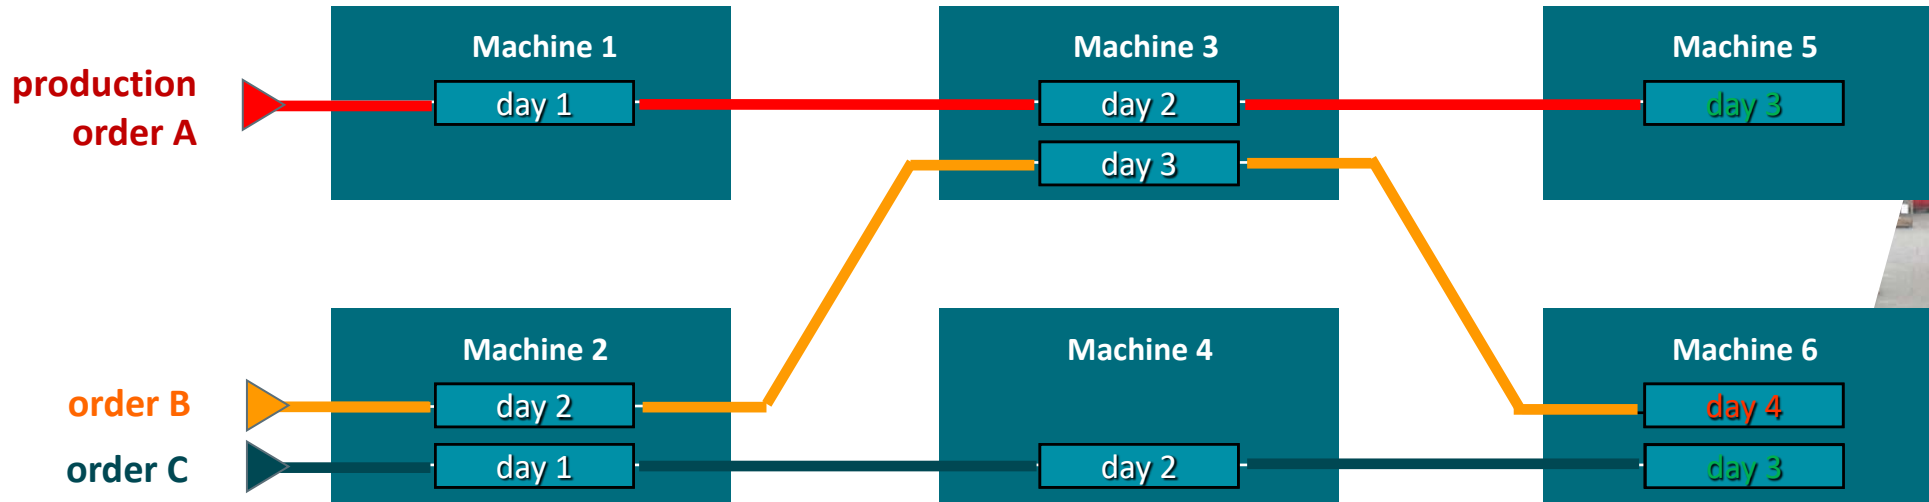 Machine 1
Machine 3
Machine 5
production
order A
day 1
day 2
day 3
day 3
Machine 2
Machine 4
Machine 6
order B
day 2
day 4
order C
day 1
day 2
day 3